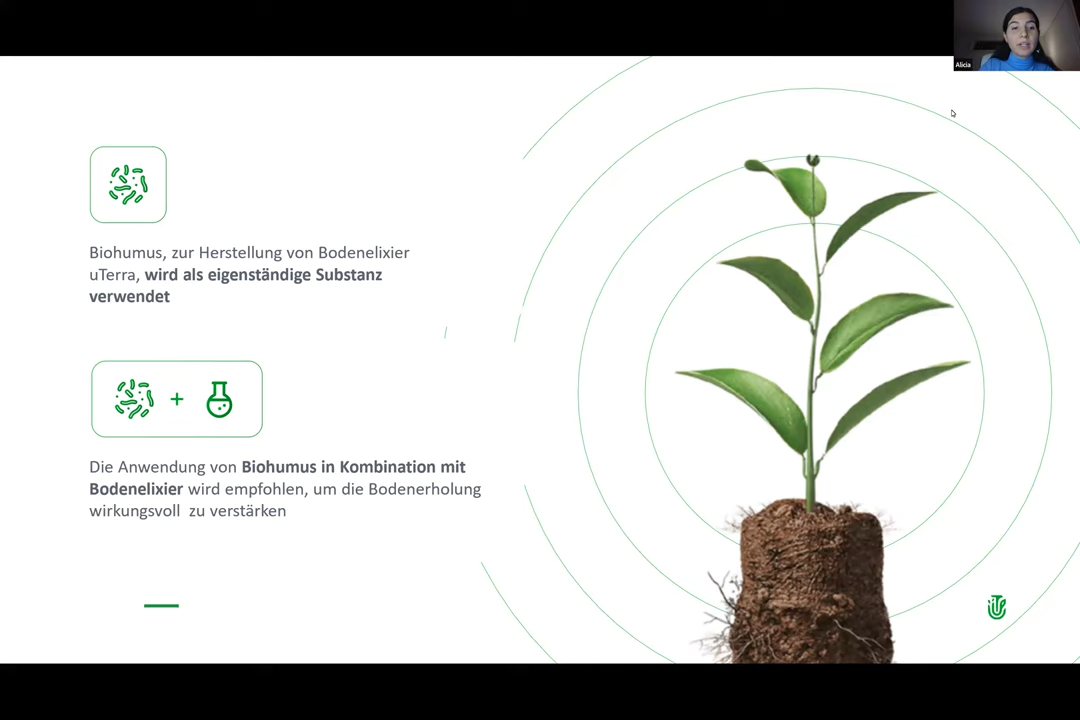 Alicia
Biohumus, zur Herstellung von Bodenelixier
uTerra, wird als eigenständige Substanz
verwendet
+
Die Anwendung von Biohumus in Kombination mit
Bodenelixier wird empfohlen, um die Bodenerholung
wirkungsvoll zu verstärken